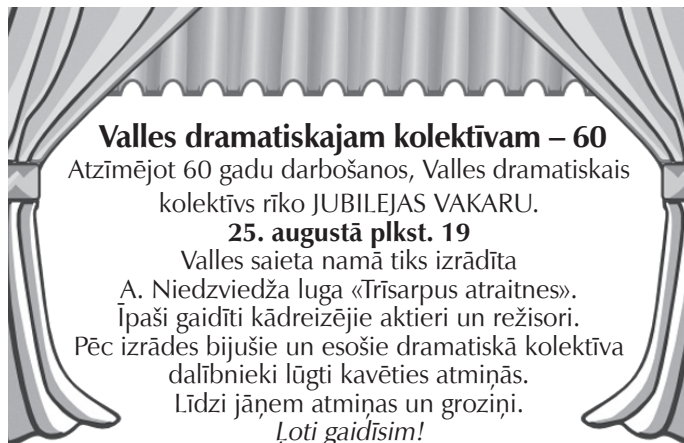 Valles dramatiskajam kolektīvam – 60
Atzīmējot 60 gadu darbošanos, Valles dramatiskais
kolektīvs rīko JUBILEJAS VAKARU.
25. augustā plkst. 19
Valles saieta namā tiks izrādīta
A. Niedzviedža luga «Trīsarpus atraitnes».
Īpaši gaidīti kādreizējie aktieri un režisori.
Pēc izrādes bijušie un esošie dramatiskā kolektīva
dalībnieki lūgti kavēties atmiņās.
Līdzi jāņem atmiņas un groziņi.
Ļoti gaidīsim!